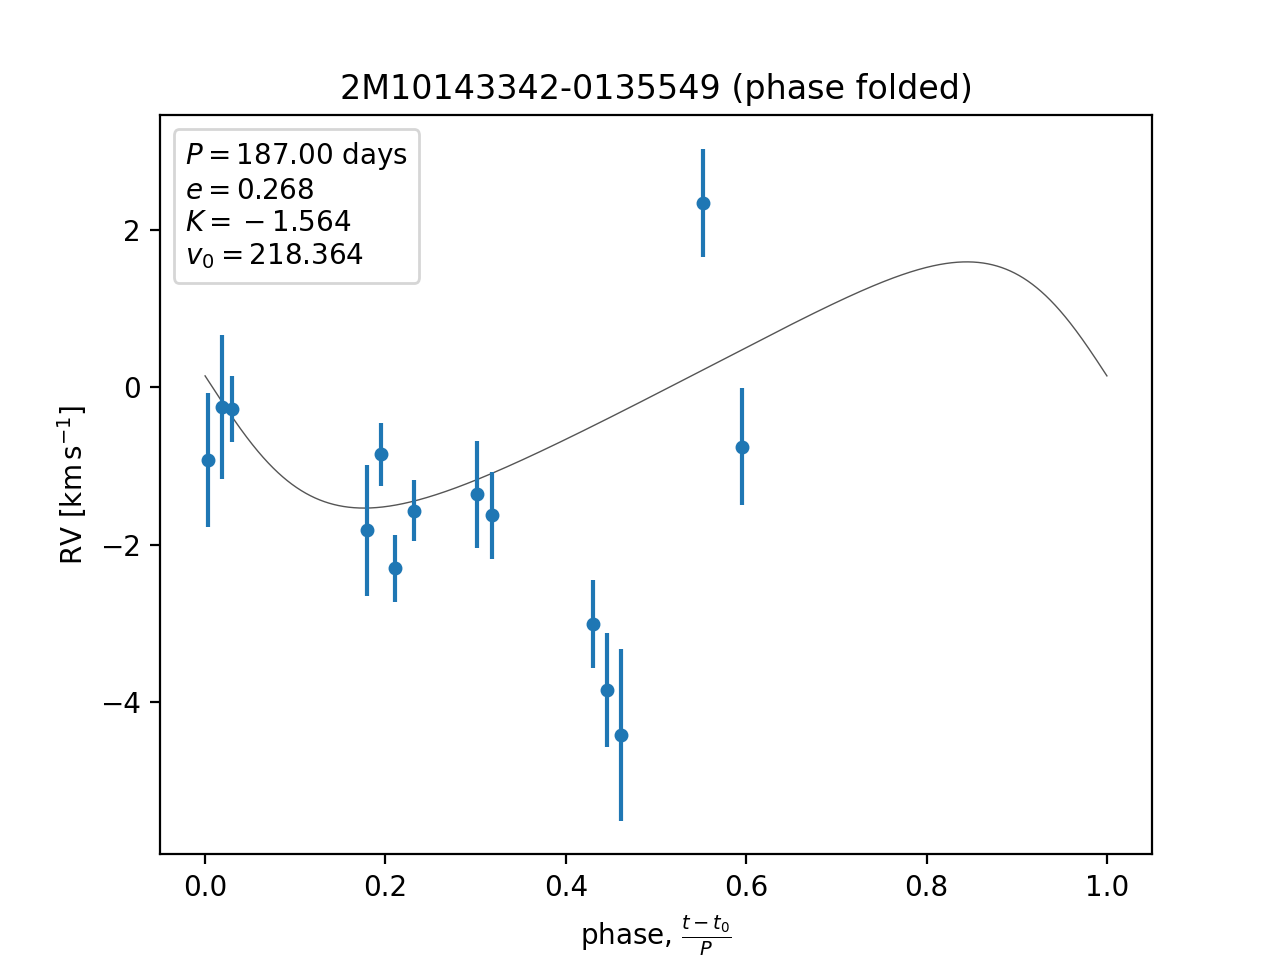 2M10143342-0135549 (phase folded)
P = 187.00 days
e = 0.268
K = −1.564
v₀ = 218.364
RV [km s⁻¹]
2
0
−2
−4
0.0 0.2 0.4 0.6 0.8 1.0
phase, (t − t₀)/P